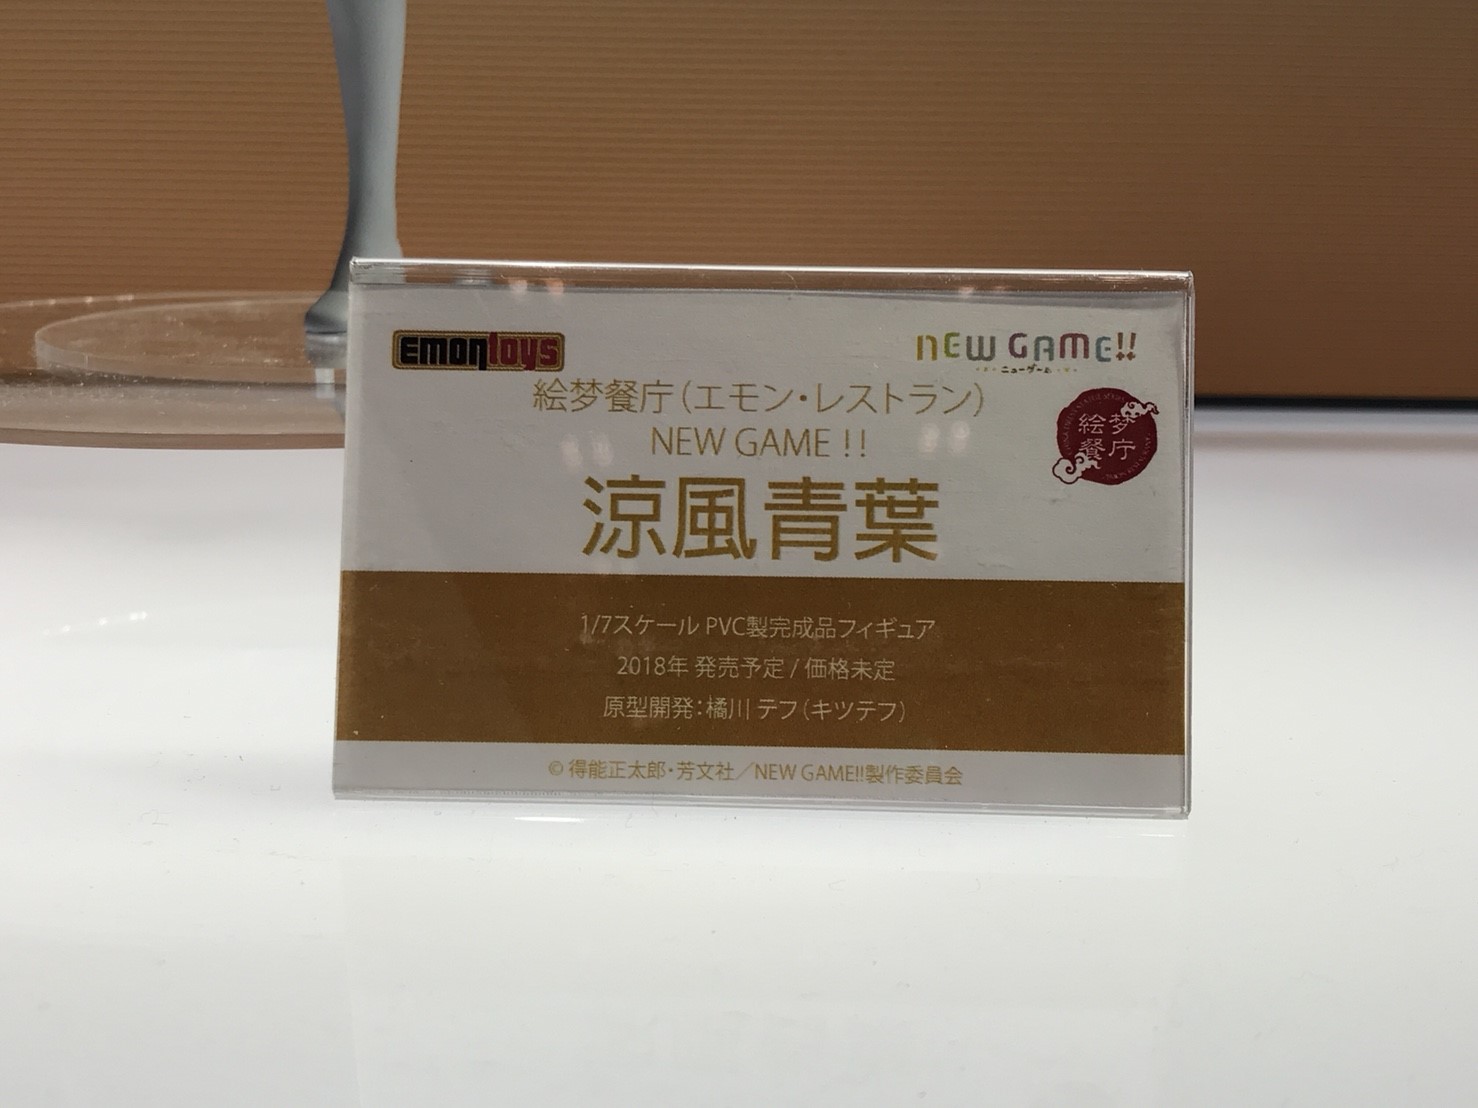 emontoys
NEW GAME!!
ニューゲーム
絵梦餐庁（エモン・レストラン）
NEW GAME !!
絵梦
餐庁
涼風青葉
1/7スケール PVC製完成品フィギュア
2018年 発売予定 / 価格未定
原型開発：橘川 テフ（キツテフ）
© 得能正太郎・芳文社／NEW GAME!!製作委員会